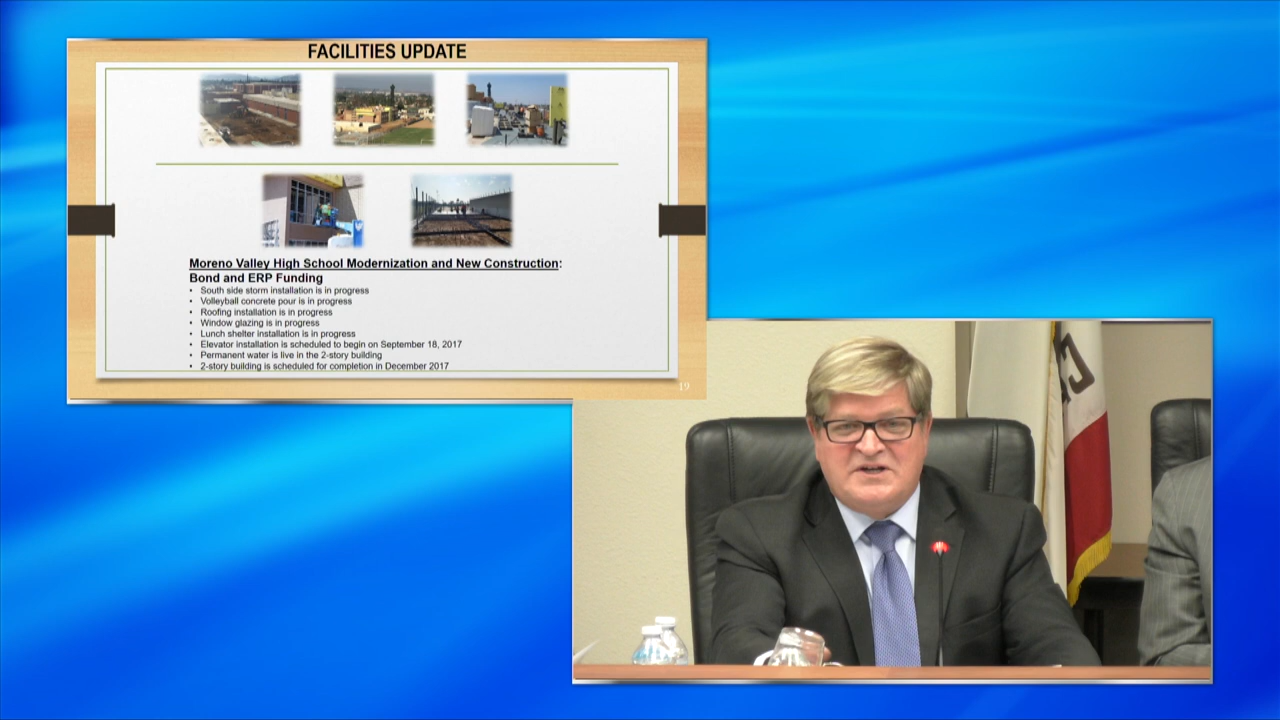 FACILITIES UPDATE
Moreno Valley High School Modernization and New Construction:
Bond and ERP Funding
• South side storm installation is in progress
• Volleyball concrete pour is in progress
• Roofing installation is in progress
• Window glazing is in progress
• Lunch shelter installation is in progress
• Elevator installation is scheduled to begin on September 18, 2017
• Permanent water is live in the 2-story building
• 2-story building is scheduled for completion in December 2017
19